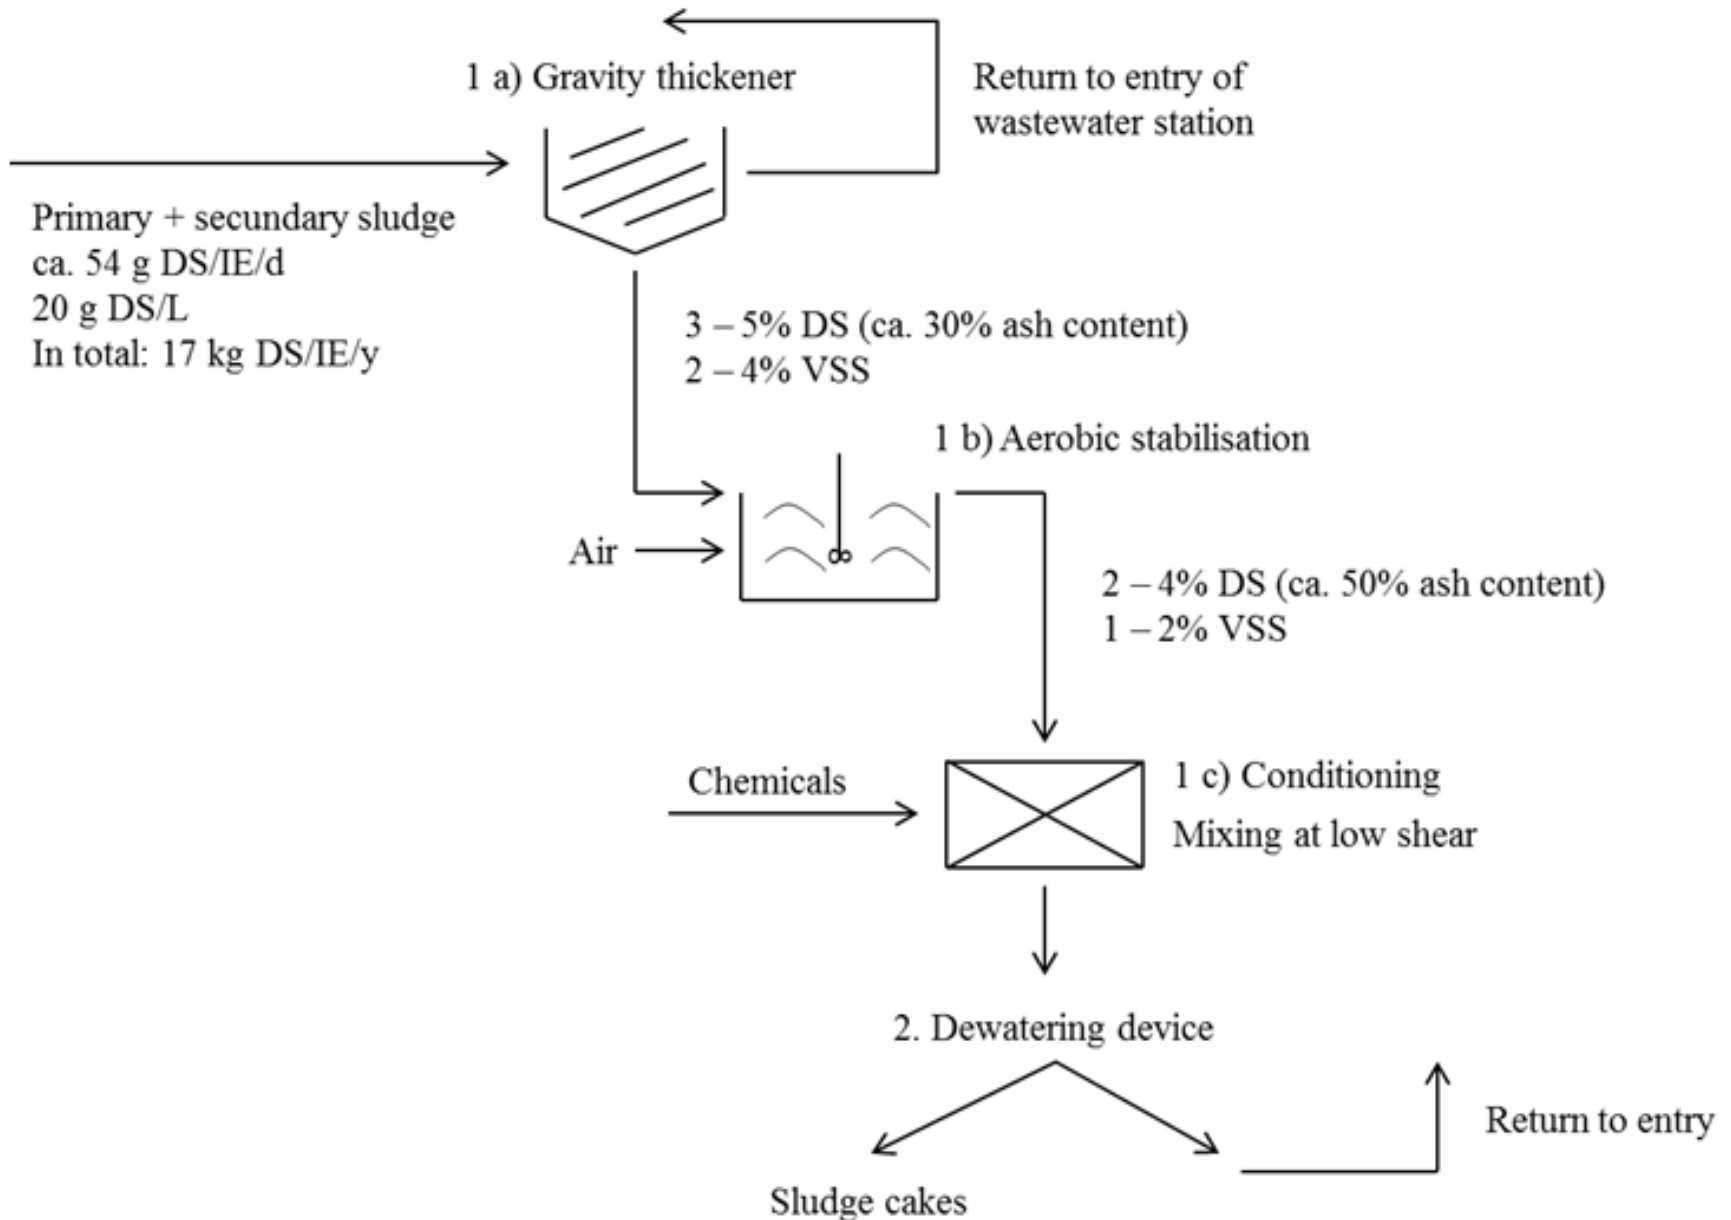 1 a) Gravity thickener
Return to entry of
wastewater station
Primary + secundary sludge
ca. 54 g DS/IE/d
20 g DS/L
In total: 17 kg DS/IE/y
3 – 5% DS (ca. 30% ash content)
2 – 4% VSS
1 b) Aerobic stabilisation
Air
2 – 4% DS (ca. 50% ash content)
1 – 2% VSS
Chemicals
1 c) Conditioning
Mixing at low shear
2. Dewatering device
Return to entry
Sludge cakes